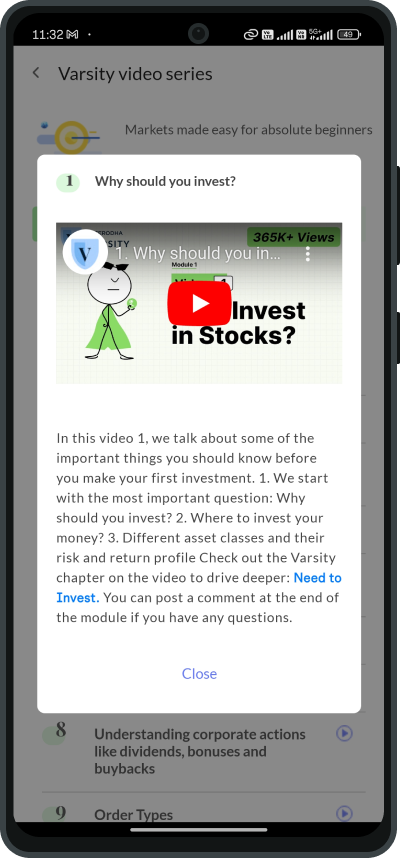 11:32
5G+
49
Varsity video series
Markets made easy for absolute beginners
1 Why should you invest?
365K+ Views
1. Why should you in...
Module 1
Invest
in Stocks?
In this video 1, we talk about some of the
important things you should know before
you make your first investment. 1. We start
with the most important question: Why
should you invest? 2. Where to invest your
money? 3. Different asset classes and their
risk and return profile Check out the Varsity
chapter on the video to drive deeper: Need to
Invest. You can post a comment at the end of
the module if you have any questions.
Close
8 Understanding corporate actions
like dividends, bonuses and
buybacks
9 Order Types